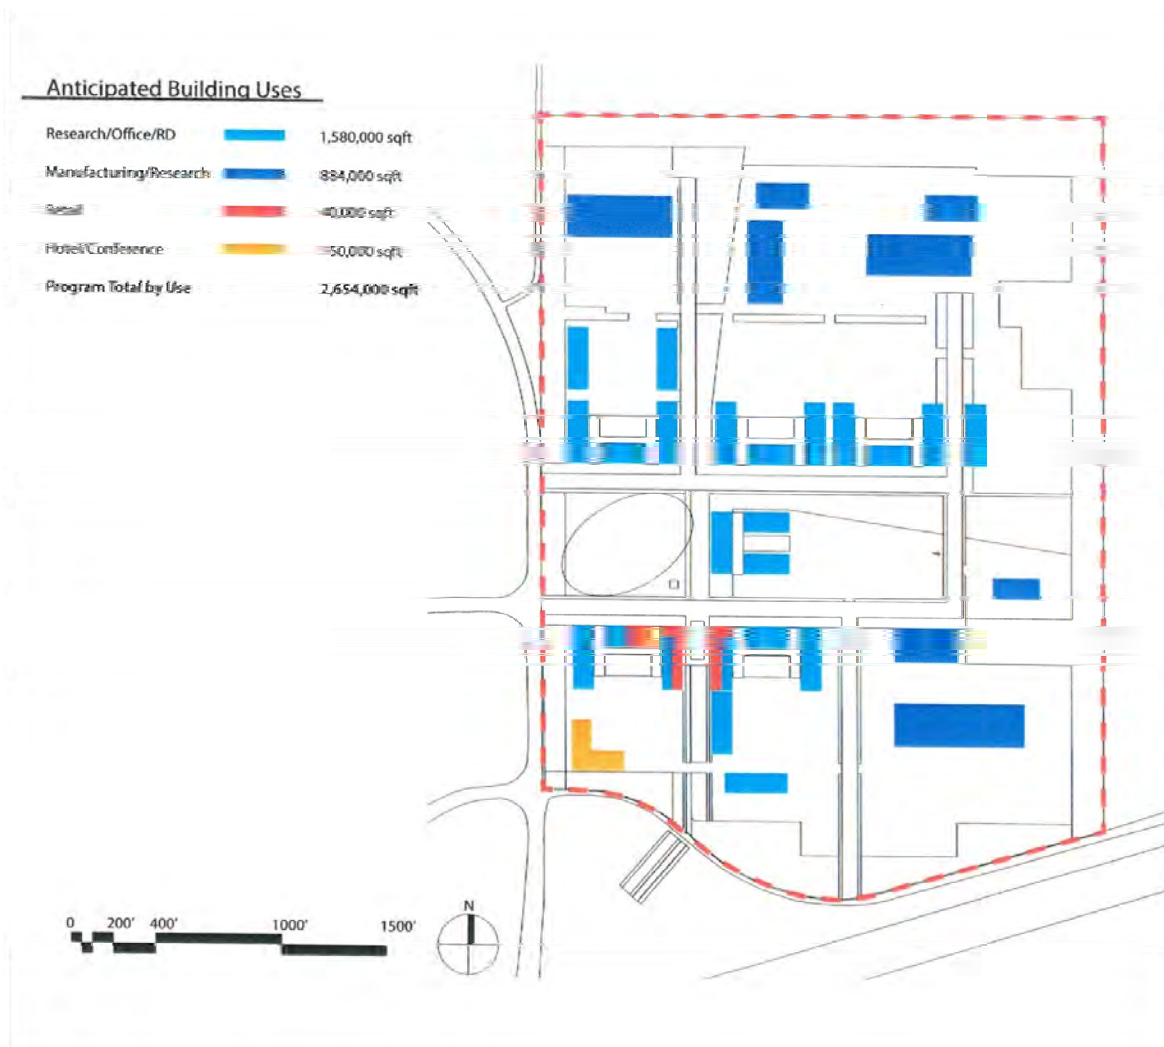 Anticipated Building Uses
Research/Office/RD 1,580,000 sqft
Manufacturing/Research 884,000 sqft
Retail 40,000 sqft
Hotel/Conference 150,000 sqft
Program Total by Use 2,654,000 sqft
0 200' 400' 1000' 1500'
N